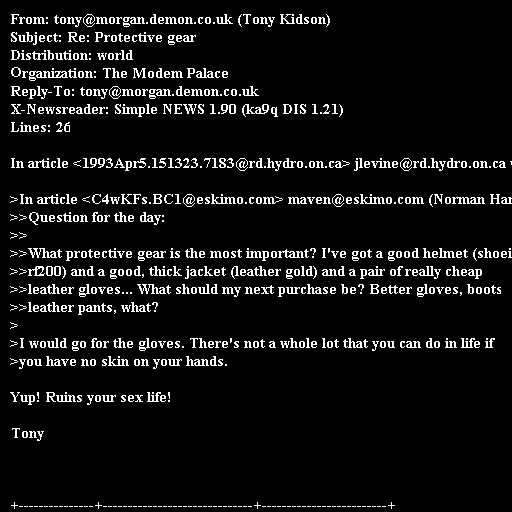 From: tony@morgan.demon.co.uk (Tony Kidson)
Subject: Re: Protective gear
Distribution: world
Organization: The Modem Palace
Reply-To: tony@morgan.demon.co.uk
X-Newsreader: Simple NEWS 1.90 (ka9q DIS 1.21)
Lines: 26

In article <1993Apr5.151323.7183@rd.hydro.on.ca> jlevine@rd.hydro.on.ca

>In article <C4wKFs.BC1@eskimo.com> maven@eskimo.com (Norman Har
>>Question for the day:
>>
>>What protective gear is the most important? I've got a good helmet (shoei
>>rf200) and a good, thick jacket (leather gold) and a pair of really cheap
>>leather gloves... What should my next purchase be? Better gloves, boots
>>leather pants, what?
>
>I would go for the gloves. There's not a whole lot that you can do in life if
>you have no skin on your hands.

Yup! Ruins your sex life!

Tony

+---------------+------------------------------+-------------------------+